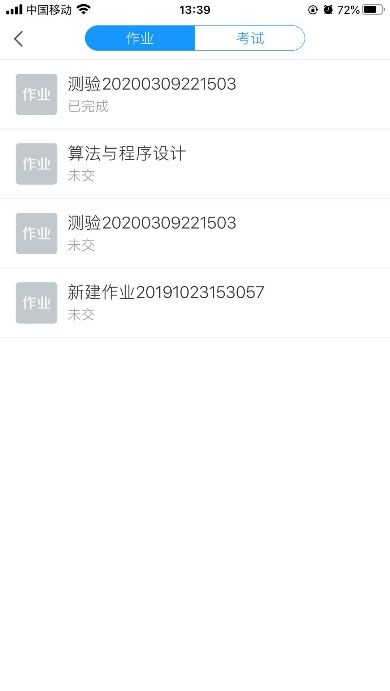 中国移动 13:39 72%
作业 考试
作业 测验20200309221503
已完成
作业 算法与程序设计
未交
作业 测验20200309221503
未交
作业 新建作业20191023153057
未交